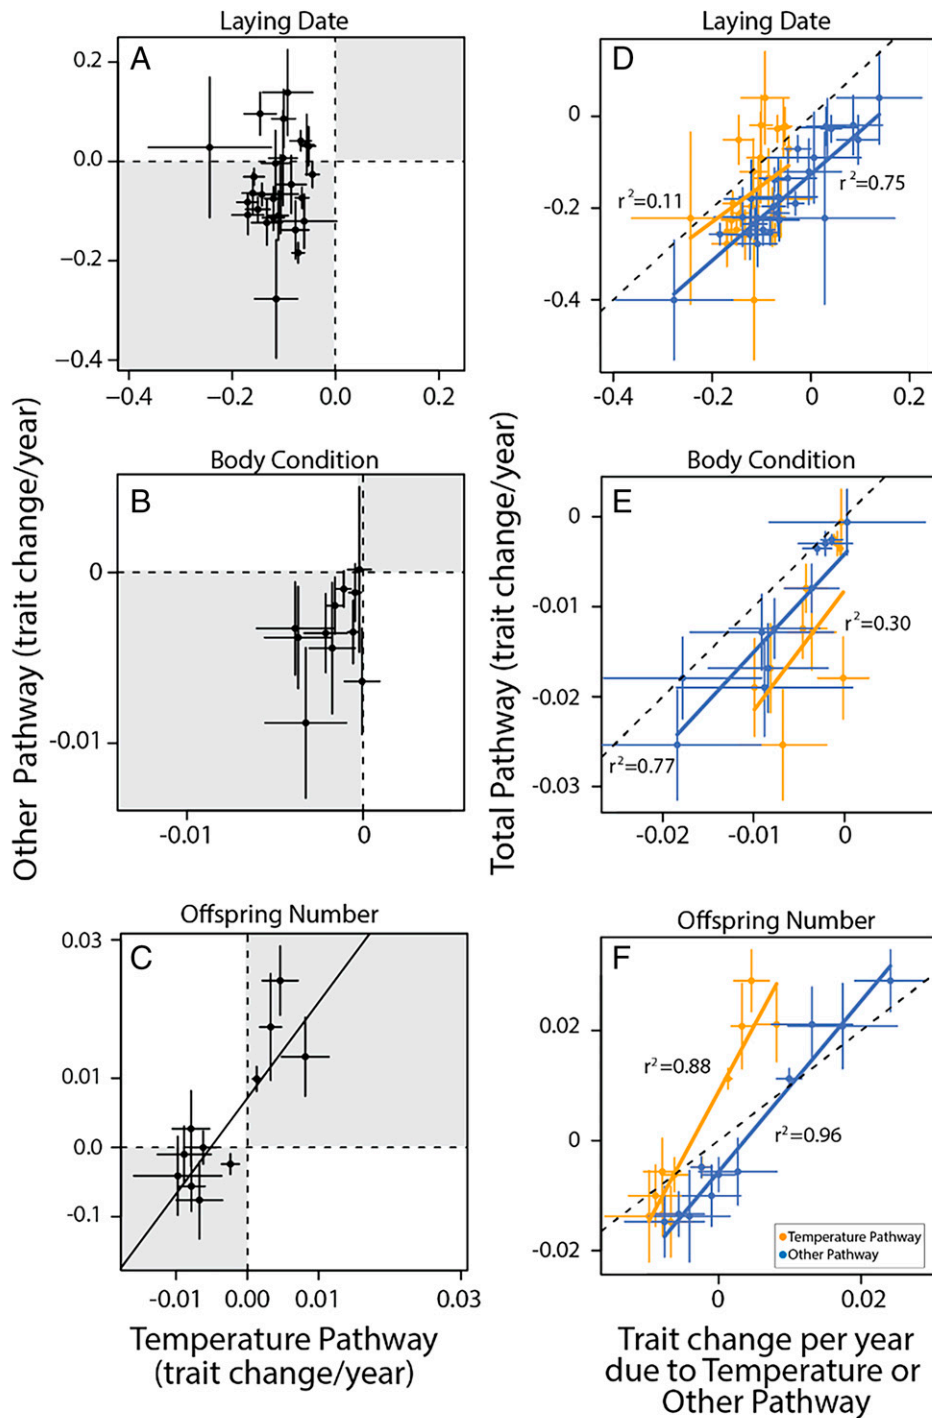 Laying Date
A
0.2
0.0
−0.2
−0.4
−0.4
−0.2
0.0
0.2
Laying Date
D
0
-0.2
-0.4
-0.4
-0.2
0
0.2
r²=0.11
r²=0.75
Body Condition
B
0
-0.01
-0.01
0
Body Condition
E
0
-0.01
-0.02
-0.03
-0.02
-0.01
0
r²=0.30
r²=0.77
Offspring Number
C
0.03
0.01
0.0
-0.1
-0.01
0.00
0.01
0.03
Offspring Number
F
0.02
0
-0.02
0
0.02
r²=0.88
r²=0.96
Temperature Pathway
Other Pathway
Other Pathway (trait change/year)
Total Pathway (trait change/year)
Temperature Pathway
(trait change/year)
Trait change per year
due to Temperature or
Other Pathway